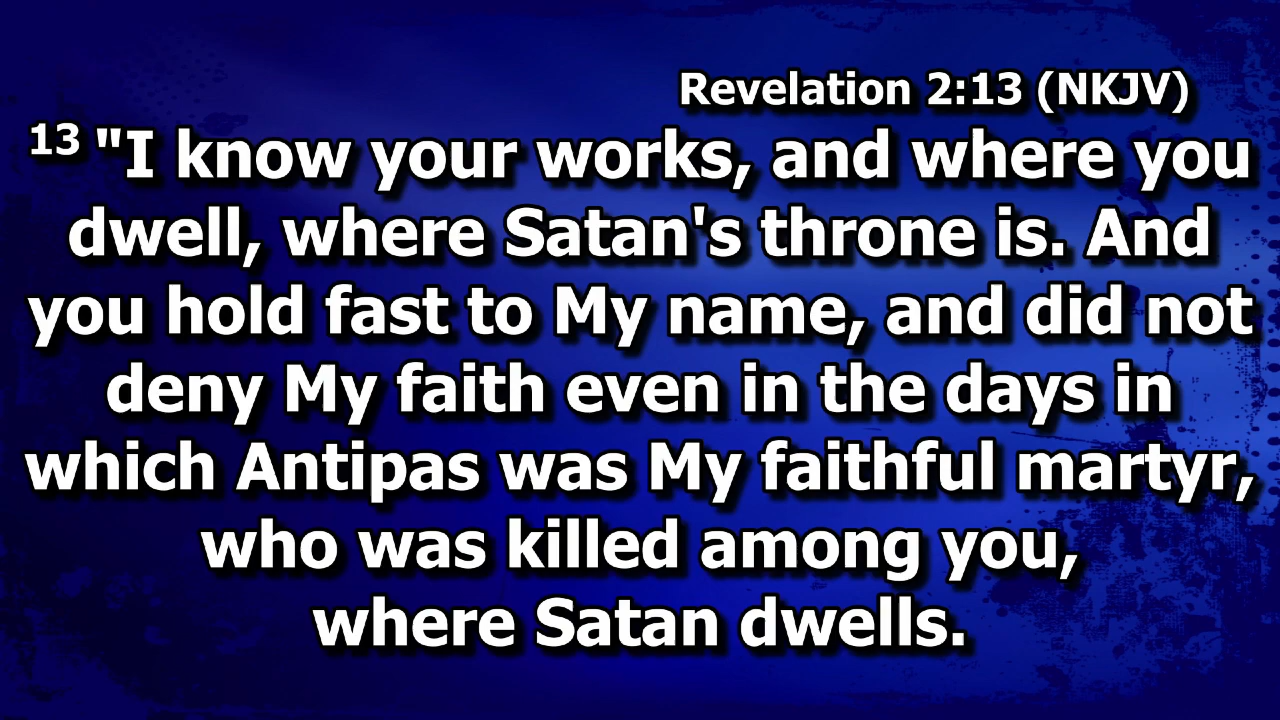 Revelation 2:13 (NKJV)
13 "I know your works, and where you
dwell, where Satan's throne is. And
you hold fast to My name, and did not
deny My faith even in the days in
which Antipas was My faithful martyr,
who was killed among you,
where Satan dwells.